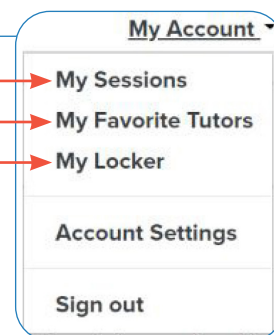 My Account
My Sessions
My Favorite Tutors
My Locker
Account Settings
Sign out